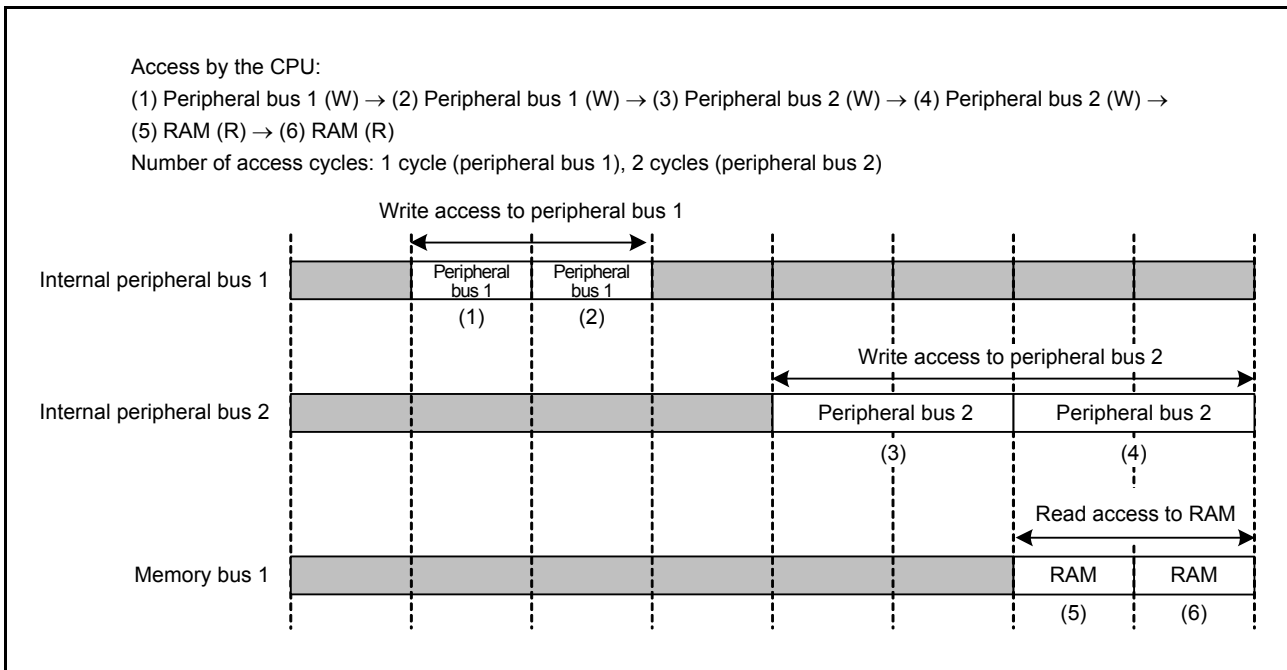 Access by the CPU:
(1) Peripheral bus 1 (W) → (2) Peripheral bus 1 (W) → (3) Peripheral bus 2 (W) → (4) Peripheral bus 2 (W) →
(5) RAM (R) → (6) RAM (R)
Number of access cycles: 1 cycle (peripheral bus 1), 2 cycles (peripheral bus 2)
Write access to peripheral bus 1
Internal peripheral bus 1
Peripheral
bus 1
Peripheral
bus 1
(1)
(2)
Write access to peripheral bus 2
Internal peripheral bus 2
Peripheral bus 2
Peripheral bus 2
(3)
(4)
Read access to RAM
Memory bus 1
RAM
RAM
(5)
(6)